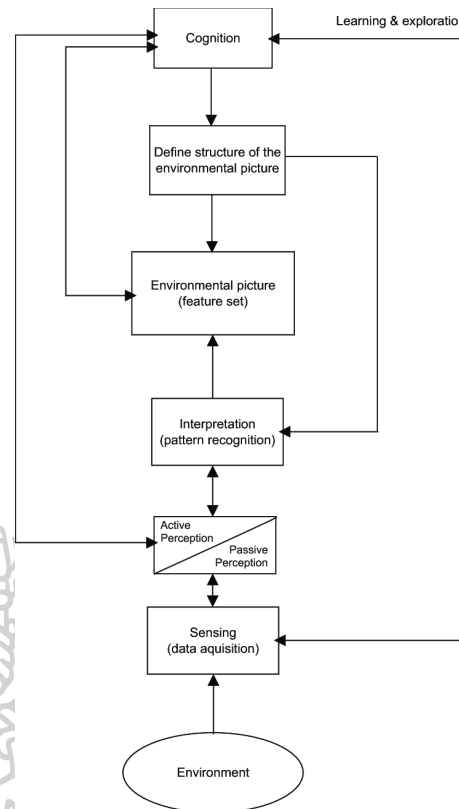 Learning & exploratio
Cognition
Define structure of the
environmental picture
Environmental picture
(feature set)
Interpretation
(pattern recognition)
Active
Perception
Passive
Perception
Sensing
(data aquisition)
Environment